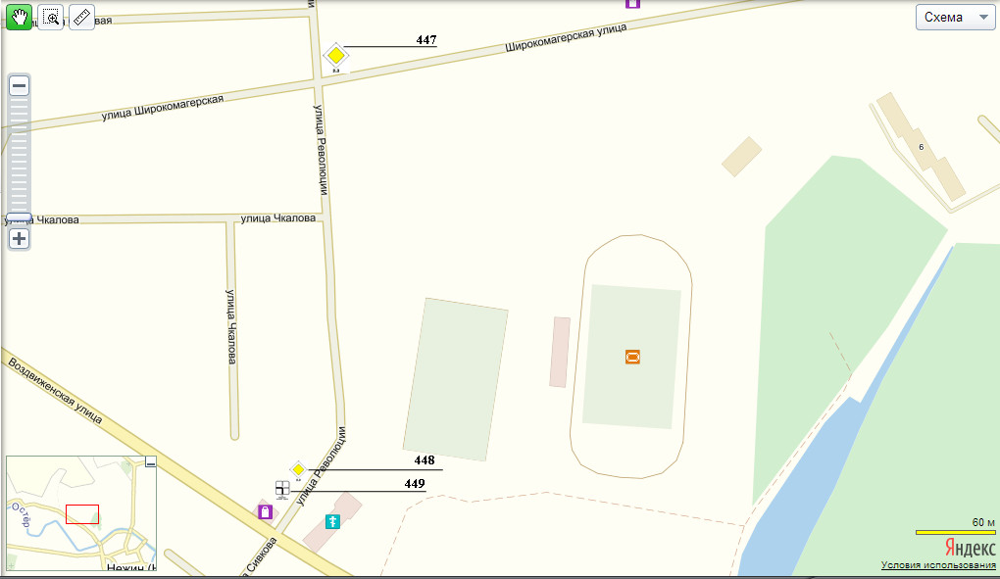 Схема
447
Широкомагерская улица
улица Широкомагерская
улица Революции
6
улица Чкалова
улица Чкалова
улица Чкалова
Воздвиженская улица
448
улица Революции
449
60 м
Остёр
Яндекс
Нежин (Н
а Сивкова
Условия использования